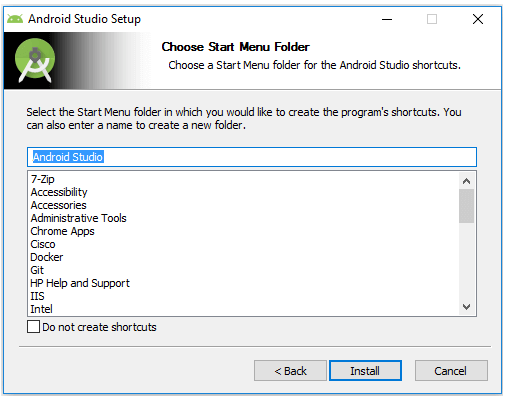 Android Studio Setup
Choose Start Menu Folder
Choose a Start Menu folder for the Android Studio shortcuts.
Select the Start Menu folder in which you would like to create the program's shortcuts. You
can also enter a name to create a new folder.
Android Studio
7-Zip
Accessibility
Accessories
Administrative Tools
Chrome Apps
Cisco
Docker
Git
HP Help and Support
IIS
Intel
Do not create shortcuts
< Back
Install
Cancel